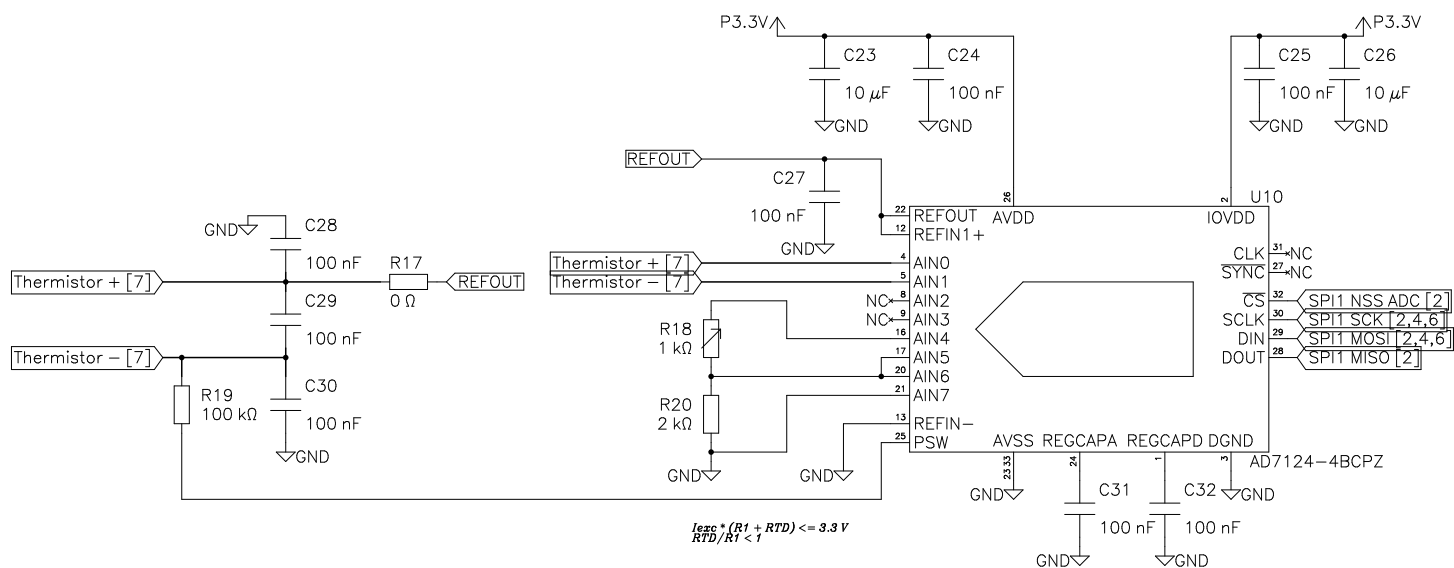 P3.3V
P3.3V
C23
C24
C25
C26
10 μF
100 nF
100 nF
10 μF
GND
GND
GND
GND
REFOUT
C27
100 nF
GND
26
2
U10
22
REFOUT
AVDD
IOVDD
12
REFIN1+
GND
C28
100 nF
Thermistor + [7]
R17
0 Ω
REFOUT
C29
100 nF
Thermistor − [7]
R19
100 kΩ
C30
100 nF
GND
Thermistor + [7]
4
AIN0
Thermistor − [7]
5
AIN1
NC
8
AIN2
NC
9
AIN3
R18
1 kΩ
16
AIN4
17
AIN5
20
AIN6
R20
2 kΩ
21
AIN7
13
REFIN−
25
PSW
GND
GND
CLK
31
NC
SYNC
27
NC
CS
32
SPI1 NSS ADC [2]
SCLK
30
SPI1 SCK [2,4,6]
DIN
29
SPI1 MOSI [2,4,6]
DOUT
28
SPI1 MISO [2]
AVSS
REGCAPA
REGCAPD
DGND
23
33
24
1
3
AD7124−4BCPZ
GND
C31
100 nF
GND
C32
100 nF
GND
GND
Iexc * (R1 + RTD) <= 3.3 V
RTD/R1 < 1